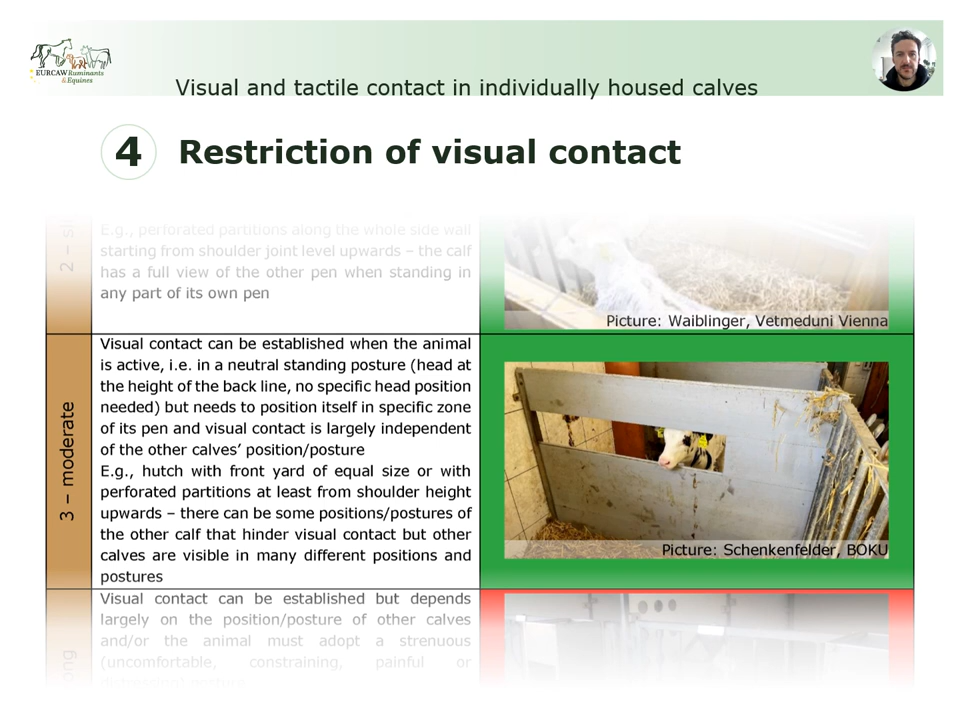 EURCAW Ruminants
& Equines
Visual and tactile contact in individually housed calves
4 Restriction of visual contact
2 –
E.g., perforated partitions along the whole side wall
starting from shoulder joint level upwards – the calf
has a full view of the other pen when standing in
any part of its own pen
Picture: Waiblinger, Vetmeduni Vienna
3 – moderate
Visual contact can be established when the animal
is active, i.e. in a neutral standing posture (head at
the height of the back line, no specific head position
needed) but needs to position itself in specific zone
of its pen and visual contact is largely independent
of the other calves’ position/posture
E.g., hutch with front yard of equal size or with
perforated partitions at least from shoulder height
upwards – there can be some positions/postures of
the other calf that hinder visual contact but other
calves are visible in many different positions and
postures
Picture: Schenkenfelder, BOKU
Visual contact can be established but depends
largely on the position/posture of other calves
and/or the animal must adopt a strenuous
(uncomfortable, constraining, painful or